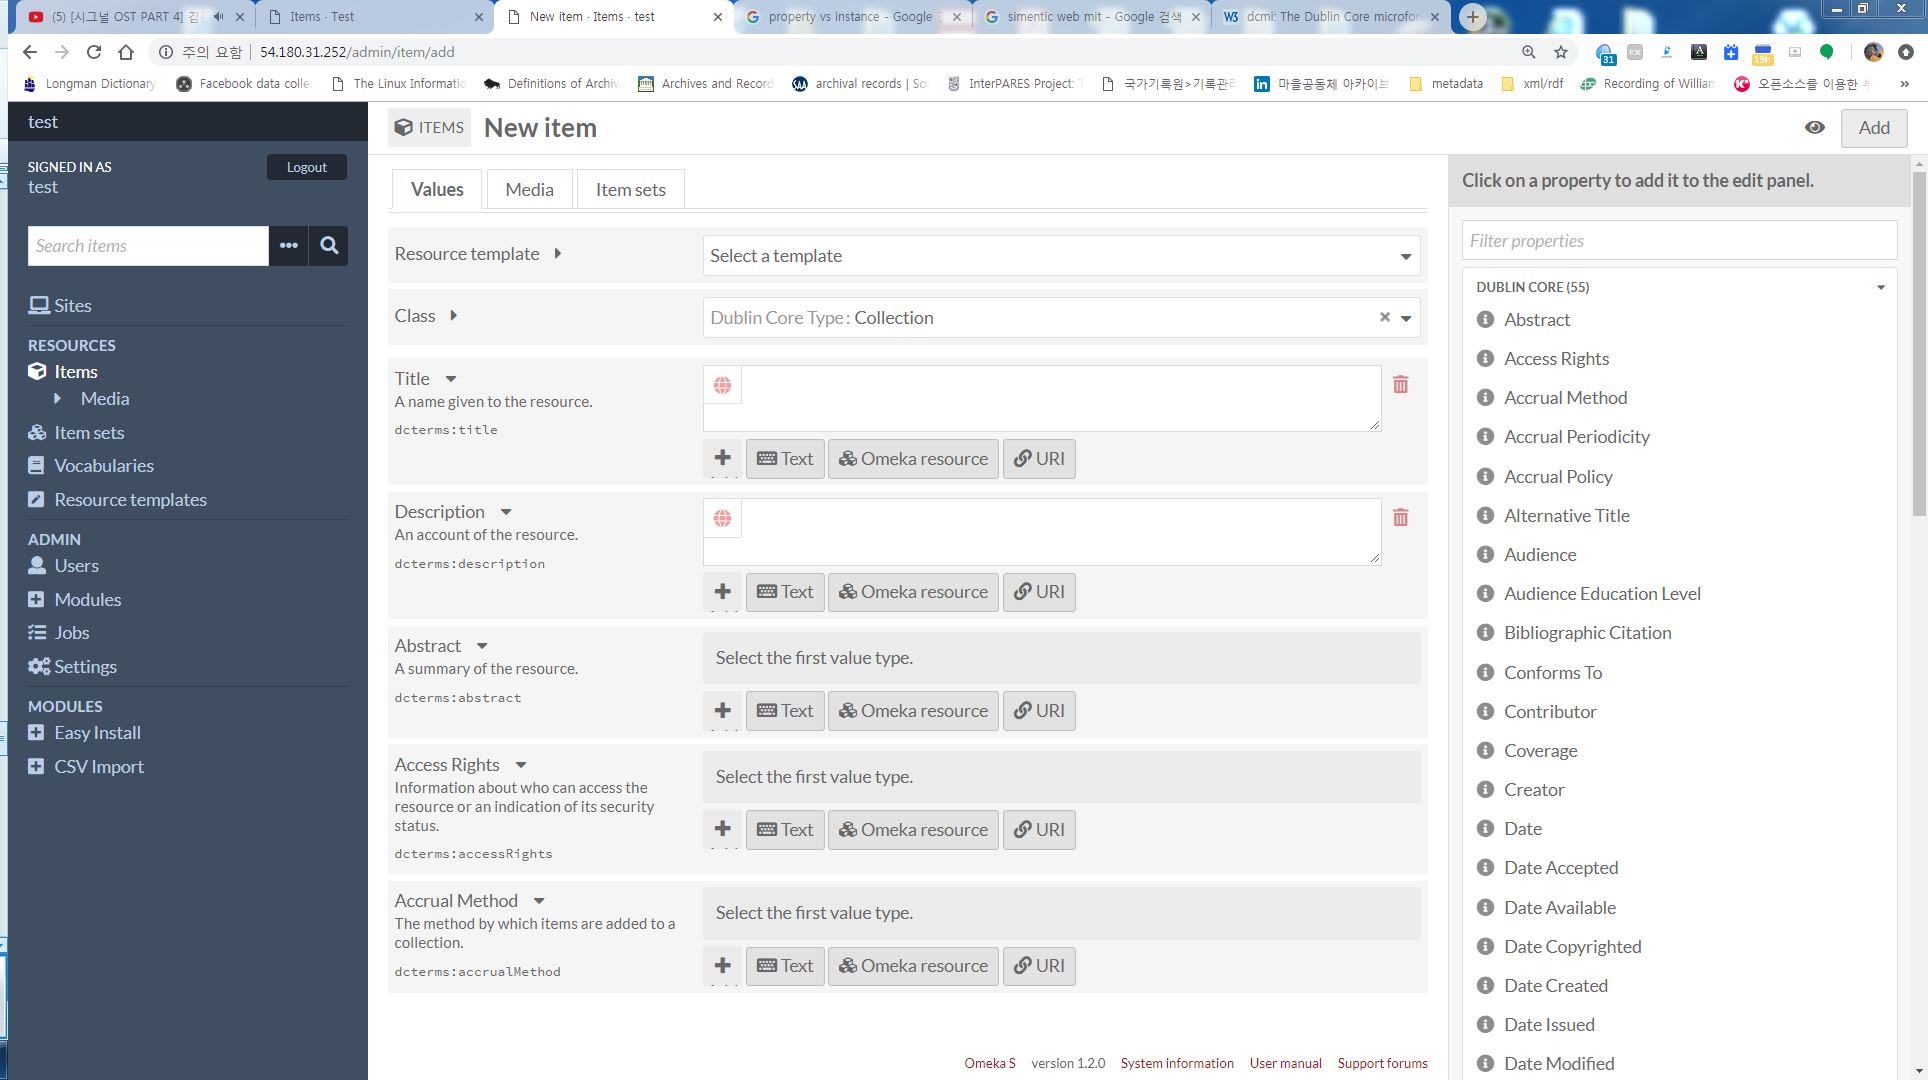 (5) [시그널 OST PART 4]
Items · Test
New item · Items · test
property vs instance - Google
simentic web mit - Google 검색
dcmi: The Dublin Core microfor
주의 요함
54.180.31.252/admin/item/add
31
19h
Longman Dictionary
Facebook data colle
The Linux Informatio
Definitions of Archiv
Archives and Record
SAA
archival records | So
InterPARES Project: T
국가기록원>기록관리
마을공동체 아카이브
metadata
xml/rdf
Recording of William
오픈소스를 이용한
»
test
SIGNED IN AS
test
Logout
Search items
Sites
RESOURCES
Items
Media
Item sets
Vocabularies
Resource templates
ADMIN
Users
Modules
Jobs
Settings
MODULES
Easy Install
CSV Import
ITEMS
New item
Add
Values
Media
Item sets
Resource template
Select a template
Class
Dublin Core Type: Collection
Title
A name given to the resource.
dcterms:title
Text
Omeka resource
URI
Description
An account of the resource.
dcterms:description
Text
Omeka resource
URI
Abstract
A summary of the resource.
dcterms:abstract
Select the first value type.
Text
Omeka resource
URI
Access Rights
Information about who can access the
resource or an indication of its security
status.
dcterms:accessRights
Select the first value type.
Text
Omeka resource
URI
Accrual Method
The method by which items are added to a
collection.
dcterms:accrualMethod
Select the first value type.
Text
Omeka resource
URI
Omeka S version 1.2.0 System information User manual Support forums
Click on a property to add it to the edit panel.
Filter properties
DUBLIN CORE (55)
Abstract
Access Rights
Accrual Method
Accrual Periodicity
Accrual Policy
Alternative Title
Audience
Audience Education Level
Bibliographic Citation
Conforms To
Contributor
Coverage
Creator
Date
Date Accepted
Date Available
Date Copyrighted
Date Created
Date Issued
Date Modified